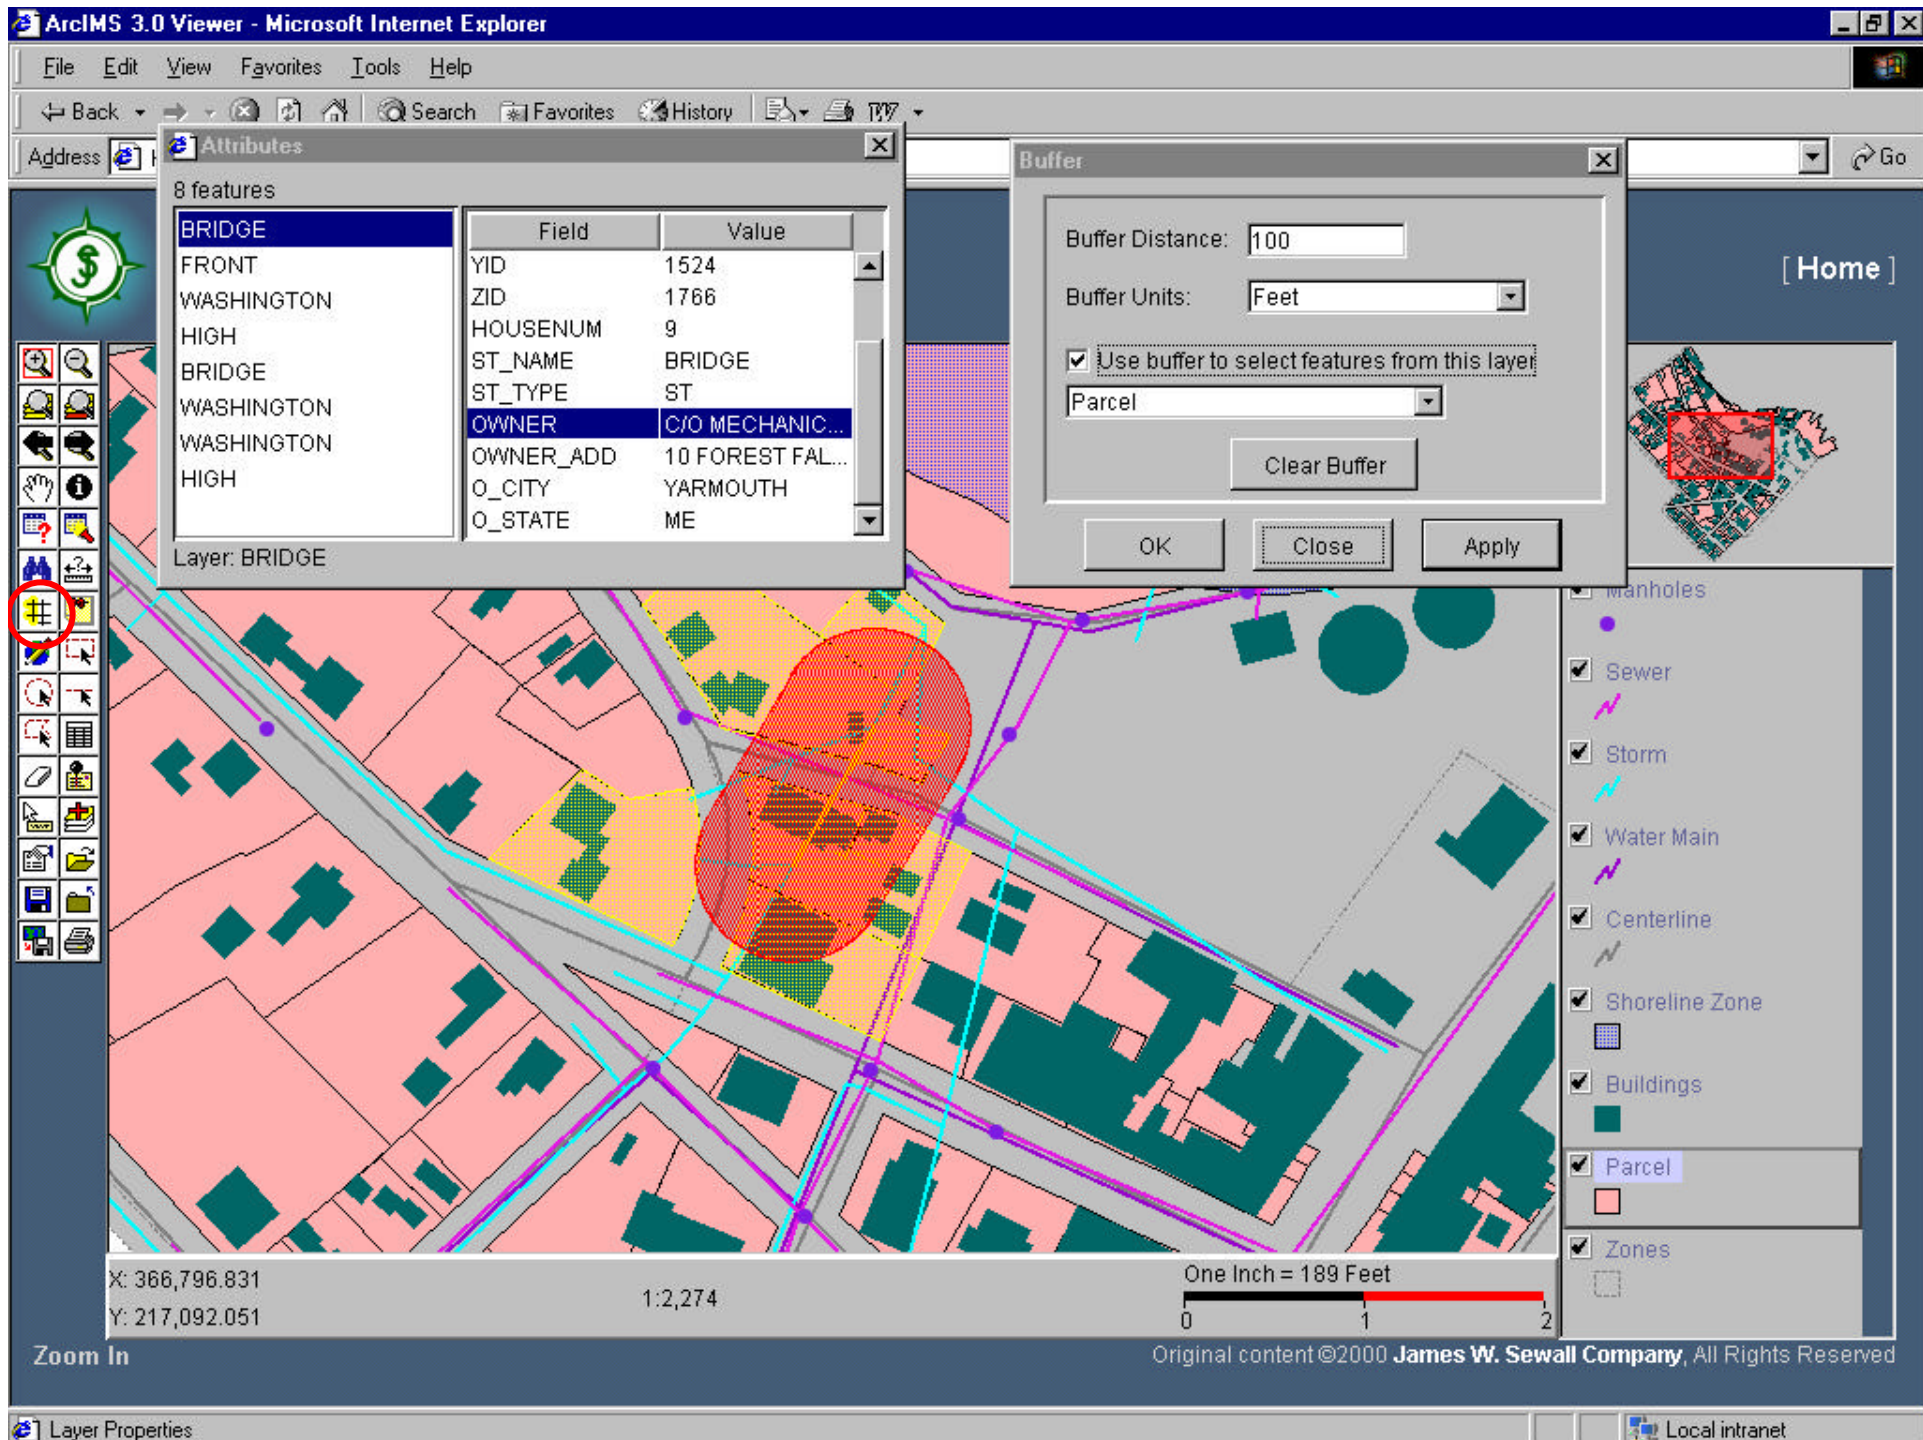 ArcIMS 3.0 Viewer - Microsoft Internet Explorer
File Edit View Favorites Tools Help
Back Search Favorites History
Address Go
Attributes
8 features
BRIDGE
FRONT
WASHINGTON
HIGH
BRIDGE
WASHINGTON
WASHINGTON
HIGH
Field Value
YID 1524
ZID 1766
HOUSENUM 9
ST_NAME BRIDGE
ST_TYPE ST
OWNER C/O MECHANIC...
OWNER_ADD 10 FOREST FAL...
O_CITY YARMOUTH
O_STATE ME
Layer: BRIDGE
Buffer
Buffer Distance: 100
Buffer Units: Feet
Use buffer to select features from this layer
Parcel
Clear Buffer
OK Close Apply
[ Home ]
Manholes
Sewer
Storm
Water Main
Centerline
Shoreline Zone
Buildings
Parcel
Zones
X: 366,796.831
Y: 217,092.051
1:2,274
One Inch = 189 Feet
0 1 2
Zoom In
Original content ©2000 James W. Sewall Company, All Rights Reserved
Layer Properties
Local intranet